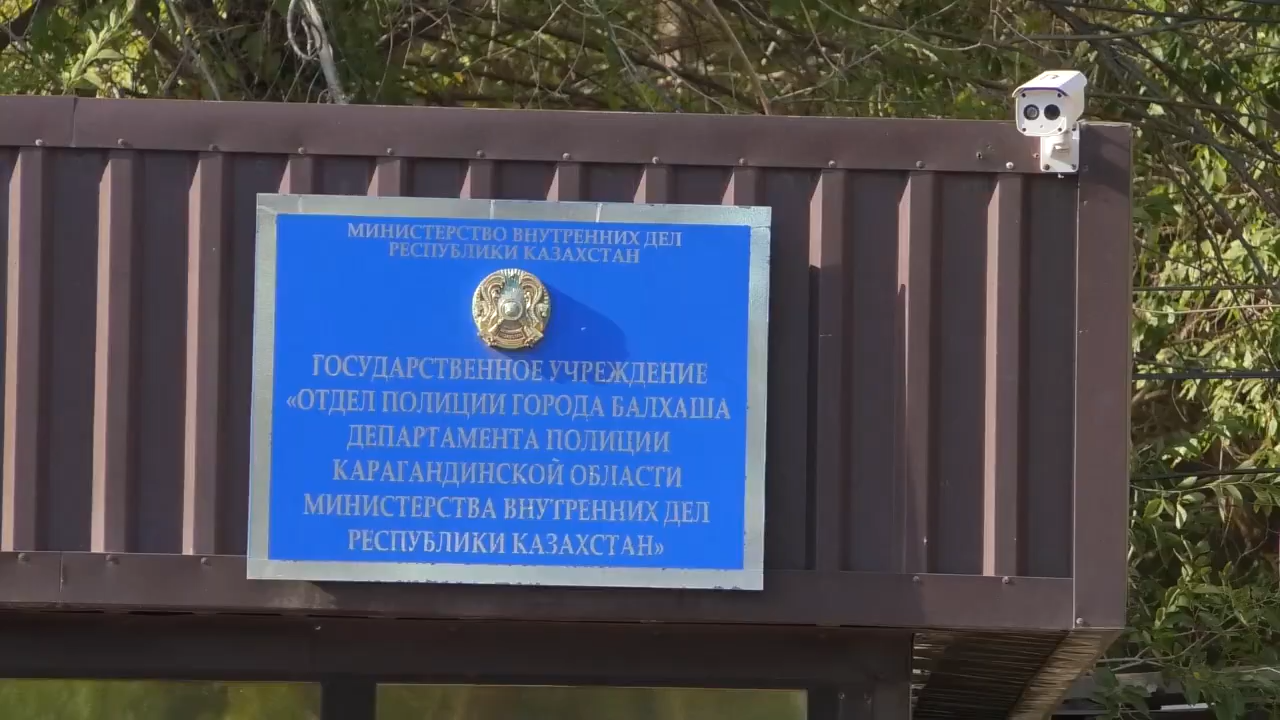 МИНИСТЕРСТВО ВНУТРЕННИХ ДЕЛ
РЕСПУБЛИКИ КАЗАХСТАН
ГОСУДАРСТВЕННОЕ УЧРЕЖДЕНИЕ
«ОТДЕЛ ПОЛИЦИИ ГОРОДА БАЛХАША
ДЕПАРТАМЕНТА ПОЛИЦИИ
КАРАГАНДИНСКОЙ ОБЛАСТИ
МИНИСТЕРСТВА ВНУТРЕННИХ ДЕЛ
РЕСПУБЛИКИ КАЗАХСТАН»